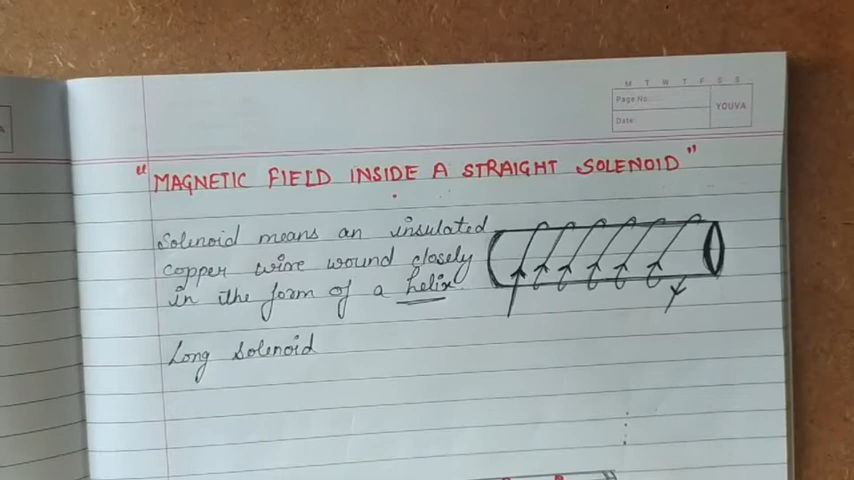 M T W T F S S
Page No.
Date:
YOUVA
"MAGNETIC FIELD INSIDE A STRAIGHT SOLENOID"
Solenoid means an insulated
copper wire wound closely
in the form of a helix.
Long Solenoid